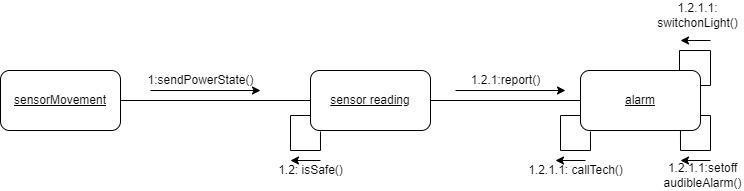 1.2.1.1:
switchonLight()
1:sendPowerState()
1.2.1:report()
sensorMovement
sensor reading
alarm
1.2: isSafe()
1.2.1.1: callTech()
1.2.1.1:setoff
audibleAlarm()